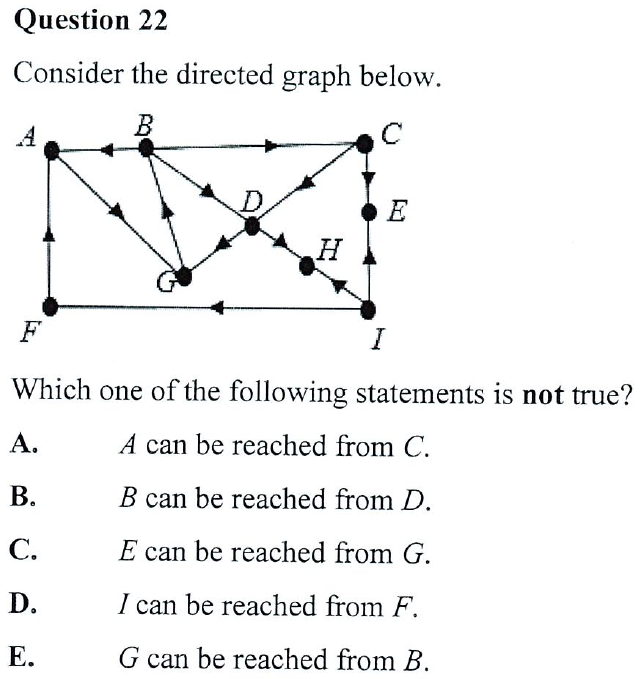 Question 22
Consider the directed graph below.
A
B
C
D
E
H
G
F
I
Which one of the following statements is not true?
A. A can be reached from C.
B. B can be reached from D.
C. E can be reached from G.
D. I can be reached from F.
E. G can be reached from B.